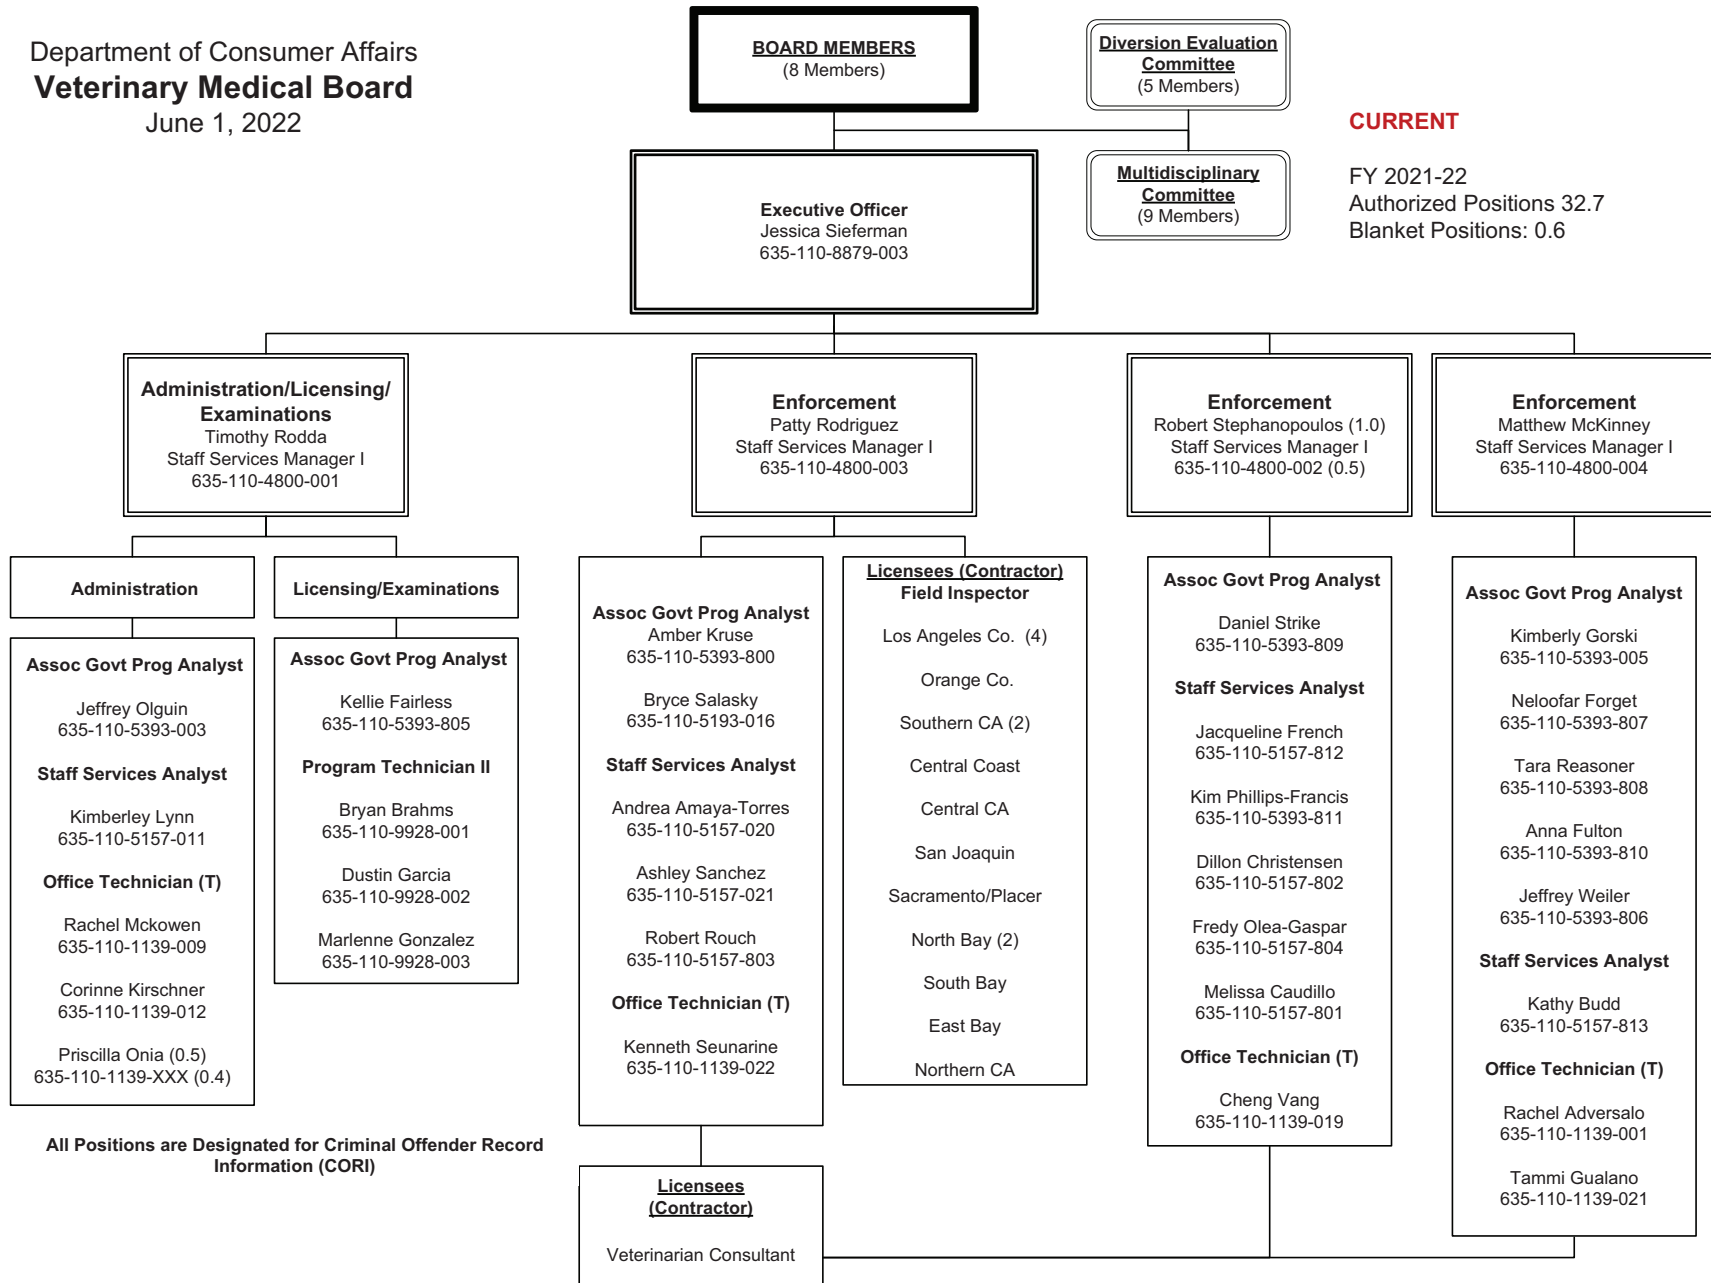 Department of Consumer Affairs
Veterinary Medical Board
June 1, 2022
BOARD MEMBERS
(8 Members)
Diversion Evaluation
Committee
(5 Members)
Multidisciplinary
Committee
(9 Members)
CURRENT
FY 2021-22
Authorized Positions 32.7
Blanket Positions: 0.6
Executive Officer
Jessica Sieferman
635-110-8879-003
Administration/Licensing/
Examinations
Timothy Rodda
Staff Services Manager I
635-110-4800-001
Enforcement
Patty Rodriguez
Staff Services Manager I
635-110-4800-003
Enforcement
Robert Stephanopoulos (1.0)
Staff Services Manager I
635-110-4800-002 (0.5)
Enforcement
Matthew McKinney
Staff Services Manager I
635-110-4800-004
Administration
Assoc Govt Prog Analyst
Jeffrey Olguin
635-110-5393-003
Staff Services Analyst
Kimberley Lynn
635-110-5157-011
Office Technician (T)
Rachel Mckowen
635-110-1139-009
Corinne Kirschner
635-110-1139-012
Priscilla Onia (0.5)
635-110-1139-XXX (0.4)
Licensing/Examinations
Assoc Govt Prog Analyst
Kellie Fairless
635-110-5393-805
Program Technician II
Bryan Brahms
635-110-9928-001
Dustin Garcia
635-110-9928-002
Marlenne Gonzalez
635-110-9928-003
Assoc Govt Prog Analyst
Amber Kruse
635-110-5393-800
Bryce Salasky
635-110-5193-016
Staff Services Analyst
Andrea Amaya-Torres
635-110-5157-020
Ashley Sanchez
635-110-5157-021
Robert Rouch
635-110-5157-803
Office Technician (T)
Kenneth Seunarine
635-110-1139-022
Licensees (Contractor)
Field Inspector
Los Angeles Co. (4)
Orange Co.
Southern CA (2)
Central Coast
Central CA
San Joaquin
Sacramento/Placer
North Bay (2)
South Bay
East Bay
Northern CA
Assoc Govt Prog Analyst
Daniel Strike
635-110-5393-809
Staff Services Analyst
Jacqueline French
635-110-5157-812
Kim Phillips-Francis
635-110-5393-811
Dillon Christensen
635-110-5157-802
Fredy Olea-Gaspar
635-110-5157-804
Melissa Caudillo
635-110-5157-801
Office Technician (T)
Cheng Vang
635-110-1139-019
Assoc Govt Prog Analyst
Kimberly Gorski
635-110-5393-005
Neloofar Forget
635-110-5393-807
Tara Reasoner
635-110-5393-808
Anna Fulton
635-110-5393-810
Jeffrey Weiler
635-110-5393-806
Staff Services Analyst
Kathy Budd
635-110-5157-813
Office Technician (T)
Rachel Adversalo
635-110-1139-001
Tammi Gualano
635-110-1139-021
All Positions are Designated for Criminal Offender Record
Information (CORI)
Licensees
(Contractor)
Veterinarian Consultant